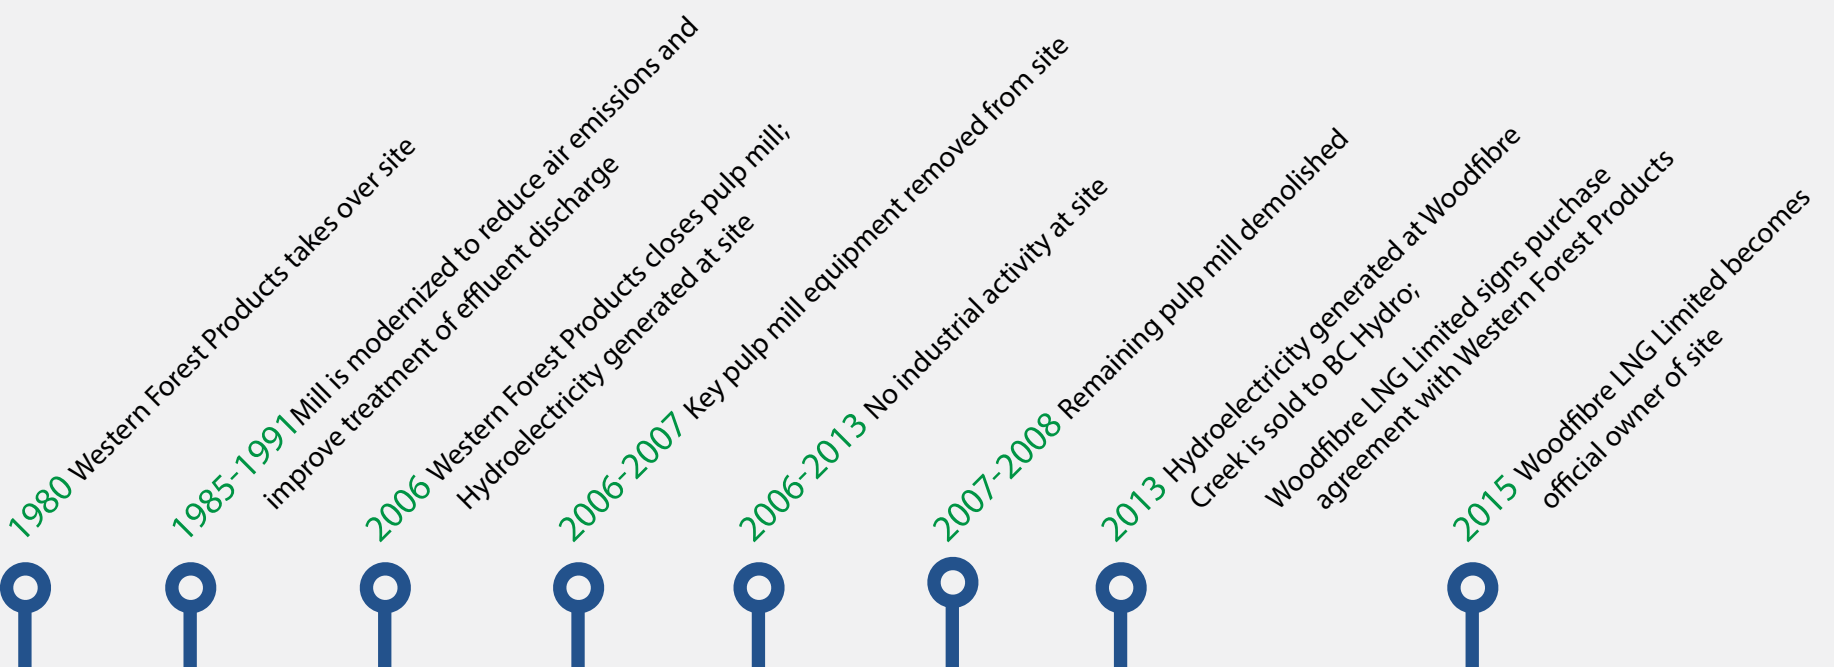 1980 Western Forest Products takes over site
1985-1991 Mill is modernized to reduce air emissions and
improve treatment of effluent discharge
2006 Western Forest Products closes pulp mill;
Hydroelectricity generated at site
2006-2007 Key pulp mill equipment removed from site
2006-2013 No industrial activity at site
2007-2008 Remaining pulp mill demolished
2013 Hydroelectricity generated at Woodfibre
Creek is sold to BC Hydro;
Woodfibre LNG Limited signs purchase
agreement with Western Forest Products
2015 Woodfibre LNG Limited becomes
official owner of site